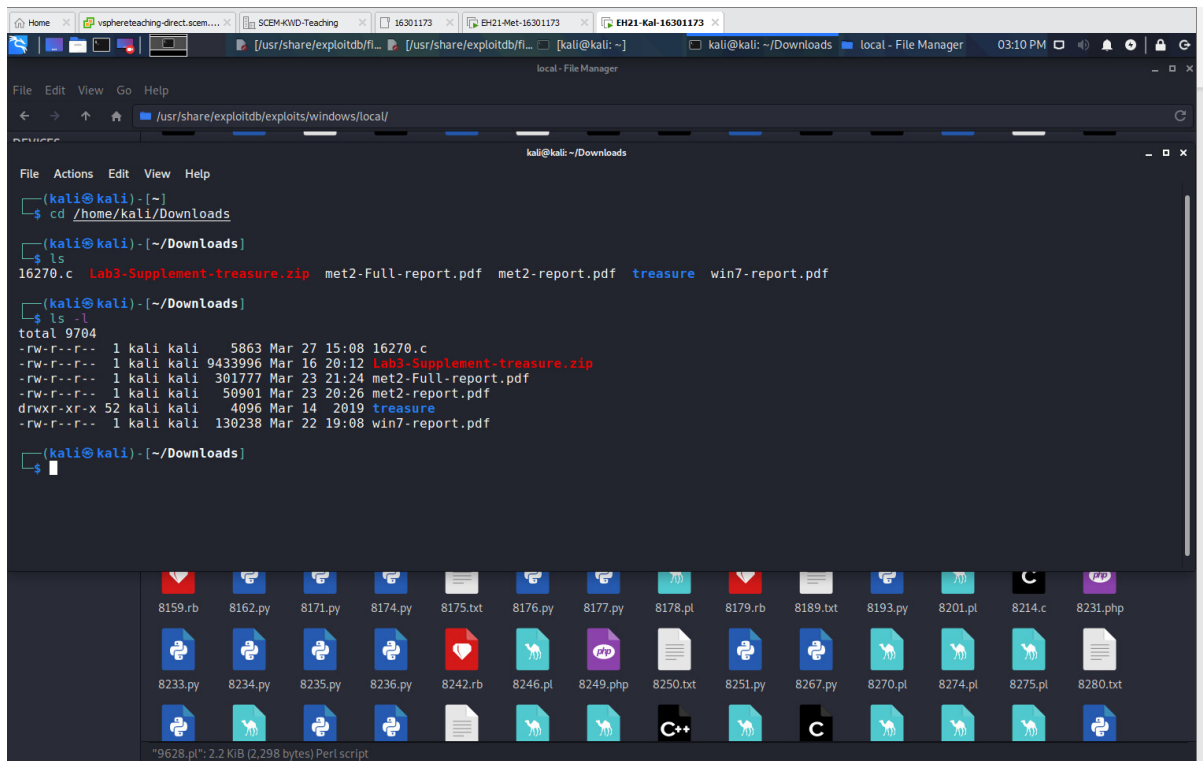 Home vsphereteaching-direct.scem.... SCEM-KWD-Teaching 16301173 EH21-Met-16301173 EH21-Kal-16301173
[/usr/share/exploitdb/fi... [/usr/share/exploitdb/fi... [kali@kali: ~] kali@kali: ~/Downloads local - File Manager 03:10 PM
local - File Manager
File Edit View Go Help
/usr/share/exploitdb/exploits/windows/local/
DEVICES
kali@kali: ~/Downloads
File Actions Edit View Help
┌──(kali㉿kali)-[~]
└─$ cd /home/kali/Downloads
┌──(kali㉿kali)-[~/Downloads]
└─$ ls
16270.c Lab3-Supplement-treasure.zip met2-Full-report.pdf met2-report.pdf treasure win7-report.pdf
┌──(kali㉿kali)-[~/Downloads]
└─$ ls -l
total 9704
-rw-r--r-- 1 kali kali 5863 Mar 27 15:08 16270.c
-rw-r--r-- 1 kali kali 9433996 Mar 16 20:12 Lab3-Supplement-treasure.zip
-rw-r--r-- 1 kali kali 301777 Mar 23 21:24 met2-Full-report.pdf
-rw-r--r-- 1 kali kali 50901 Mar 23 20:26 met2-report.pdf
drwxr-xr-x 52 kali kali 4096 Mar 14 2019 treasure
-rw-r--r-- 1 kali kali 130238 Mar 22 19:08 win7-report.pdf
┌──(kali㉿kali)-[~/Downloads]
└─$
C php
8159.rb 8162.py 8171.py 8174.py 8175.txt 8176.py 8177.py 8178.pl 8179.rb 8189.txt 8193.py 8201.pl 8214.c 8231.php
php
8233.py 8234.py 8235.py 8236.py 8242.rb 8246.pl 8249.php 8250.txt 8251.py 8267.py 8270.pl 8274.pl 8275.pl 8280.txt
C++ C
"9628.pl": 2.2 KiB (2,298 bytes) Perl script